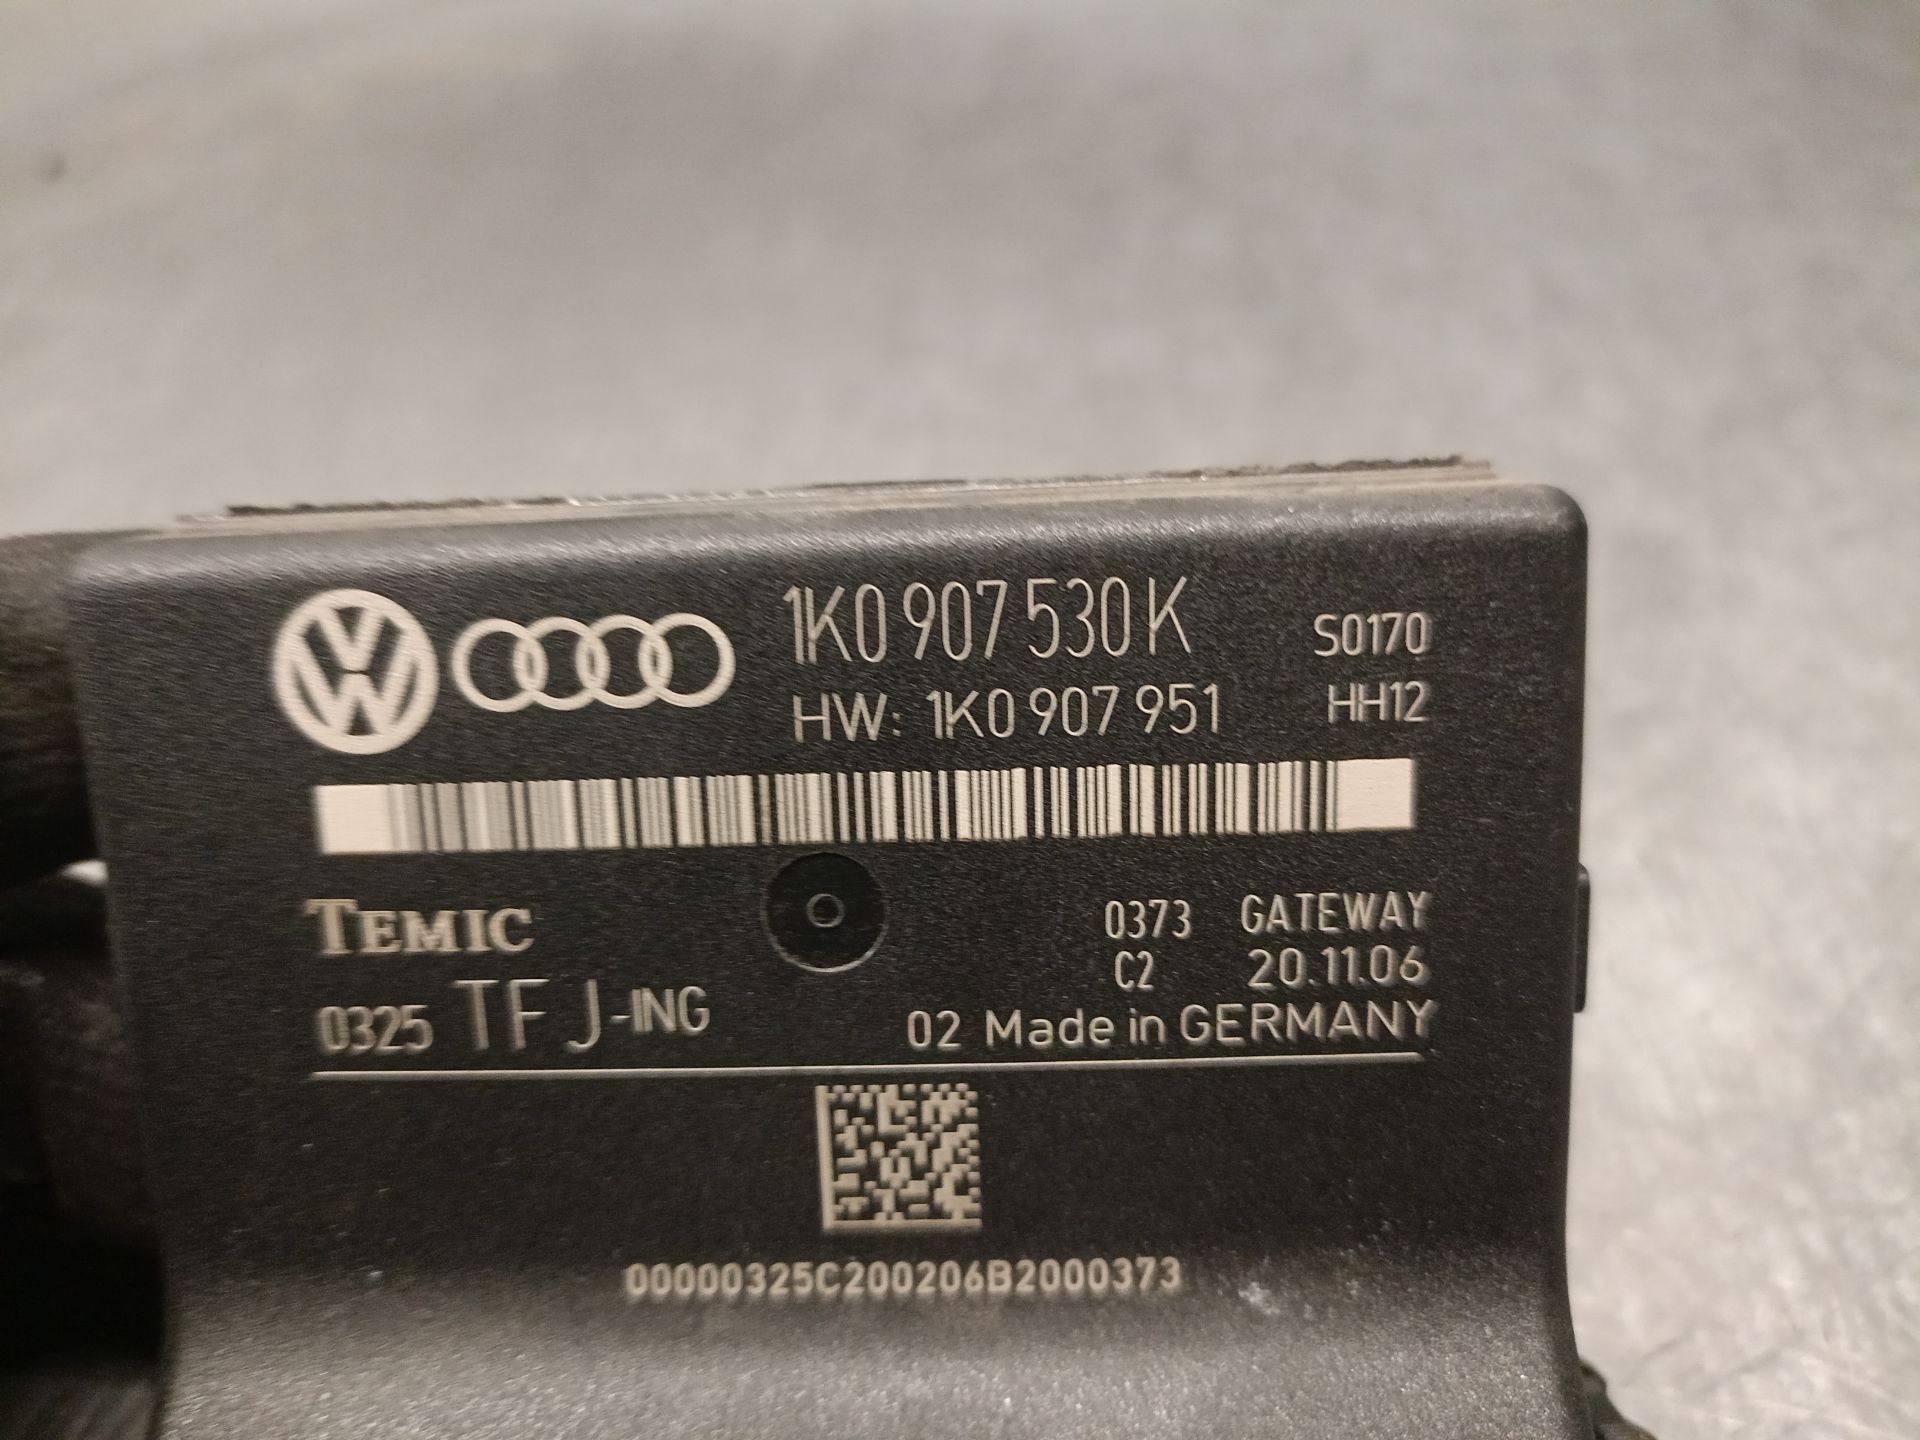 1K0 907 530 K S0170
HW: 1K0 907 951 HH12
TEMIC 0373 GATEWAY
C2 20.11.06
0325 TF J-ING 02 Made in GERMANY
00000325C200206B2000373